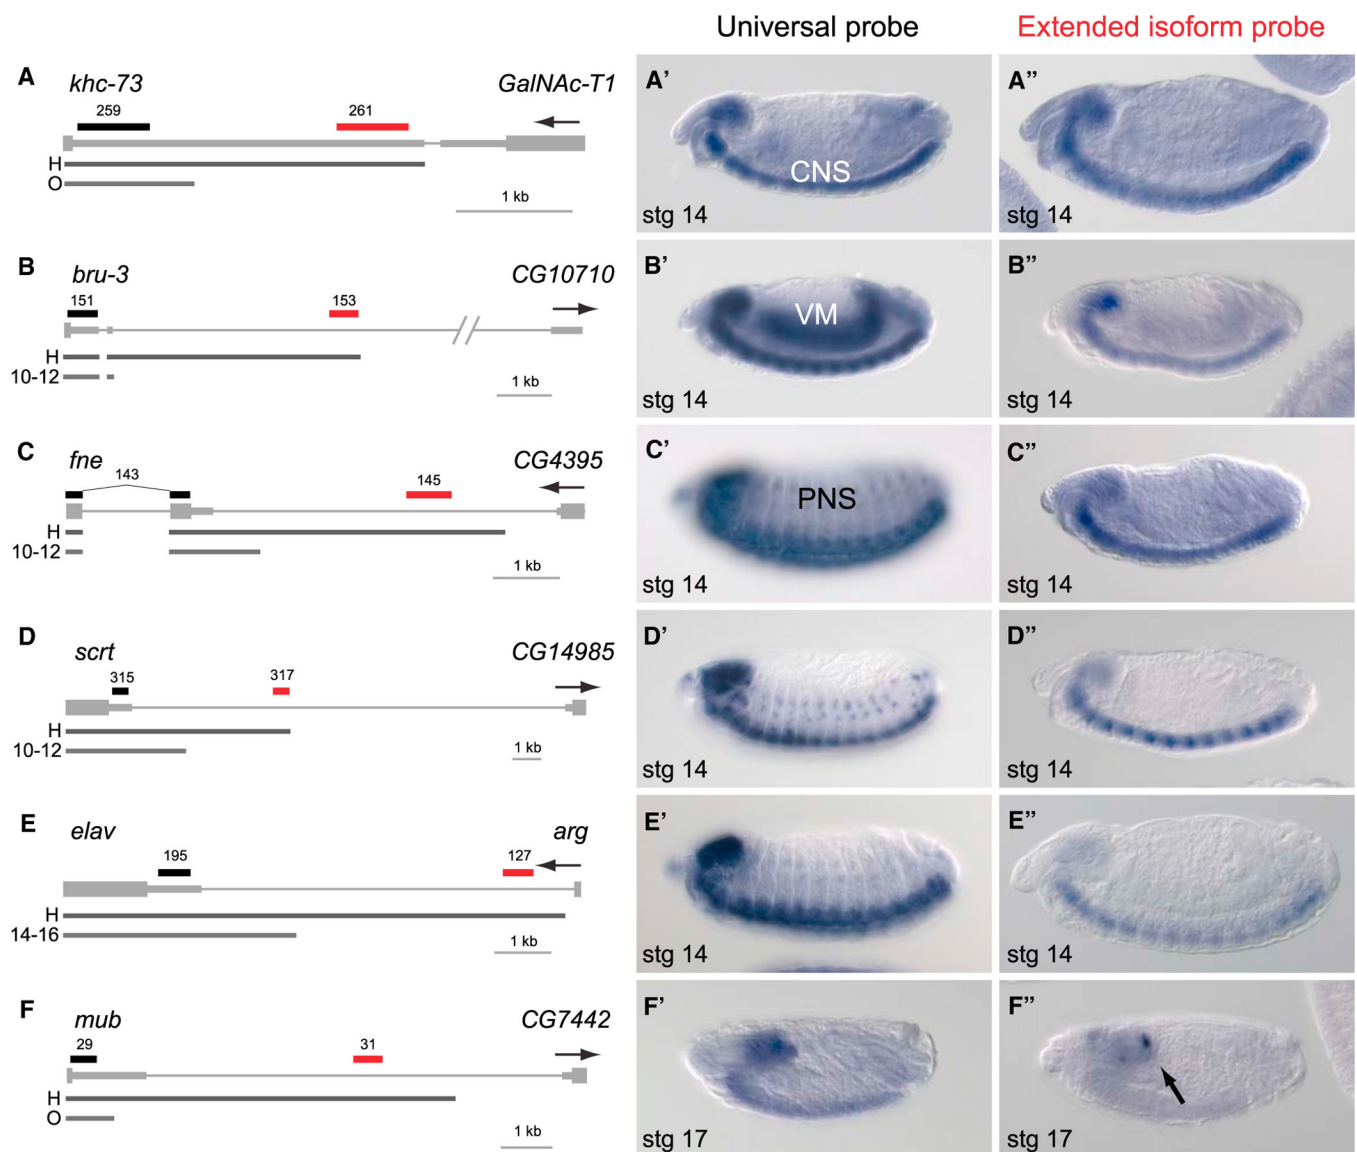 Universal probe
Extended isoform probe
A
khc-73
GalNAc-T1
259
261
H
O
1 kb
A'
CNS
stg 14
A"
stg 14
B
bru-3
CG10710
151
153
H
10-12
1 kb
B'
VM
stg 14
B"
stg 14
C
fne
CG4395
143
145
H
10-12
1 kb
C'
PNS
stg 14
C"
stg 14
D
scrt
CG14985
315
317
H
10-12
1 kb
D'
stg 14
D"
stg 14
E
elav
arg
195
127
H
14-16
1 kb
E'
stg 14
E"
stg 14
F
mub
CG7442
29
31
H
O
1 kb
F'
stg 17
F"
stg 17